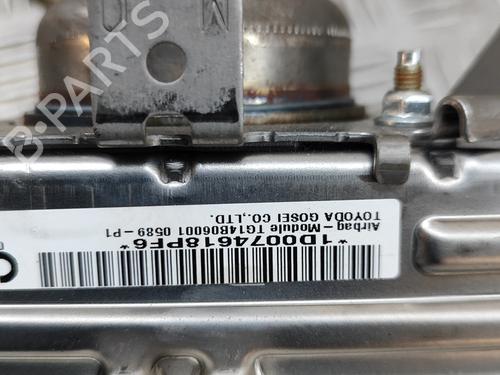 B-PARTS
TOYODA GOSEI CO.,LTD.
Airbag - Module TG14B06001 0589 -P1
*1D0074618PF6*